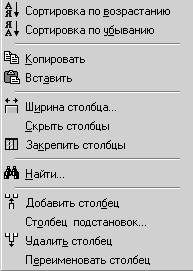 Сортировка по возрастанию
Сортировка по убыванию
Копировать
Вставить
Ширина столбца...
Скрыть столбцы
Закрепить столбцы
Найти...
Добавить столбец
Столбец подстановок...
Удалить столбец
Переименовать столбец